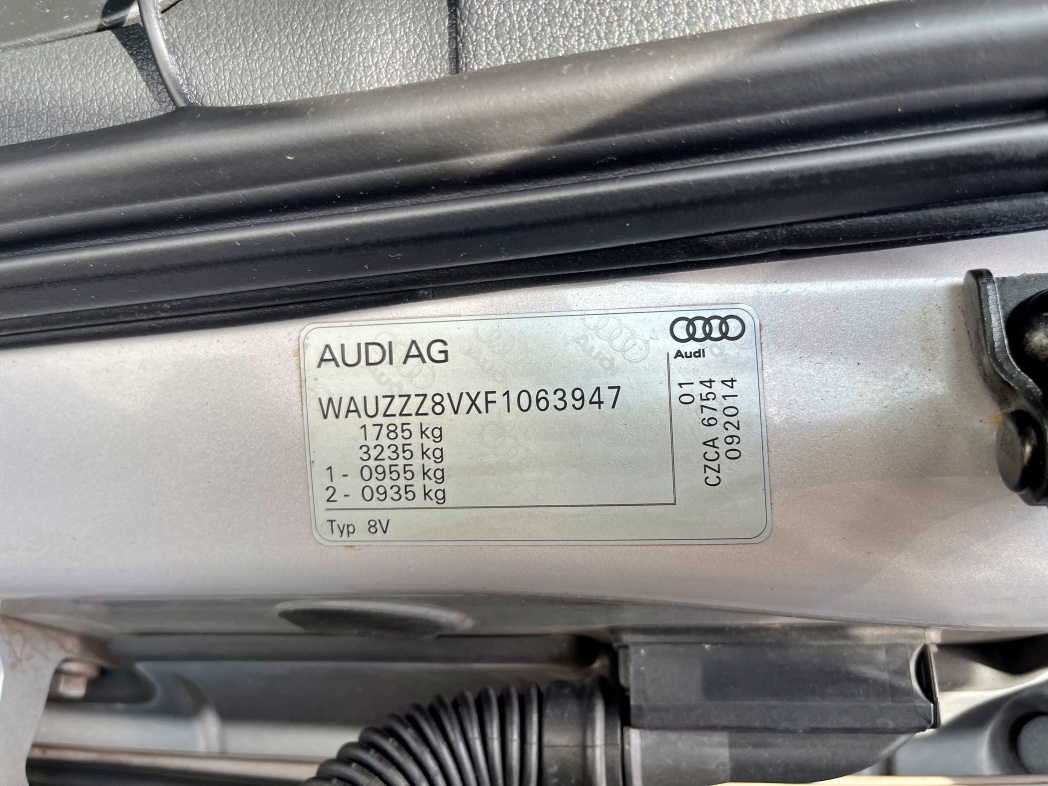 AUDI AG
Audi
WAUZZZ8VXF1063947
1785 kg
3235 kg
1 - 0955 kg
2 - 0935 kg
Typ 8V
01
CZCA 6754
092014